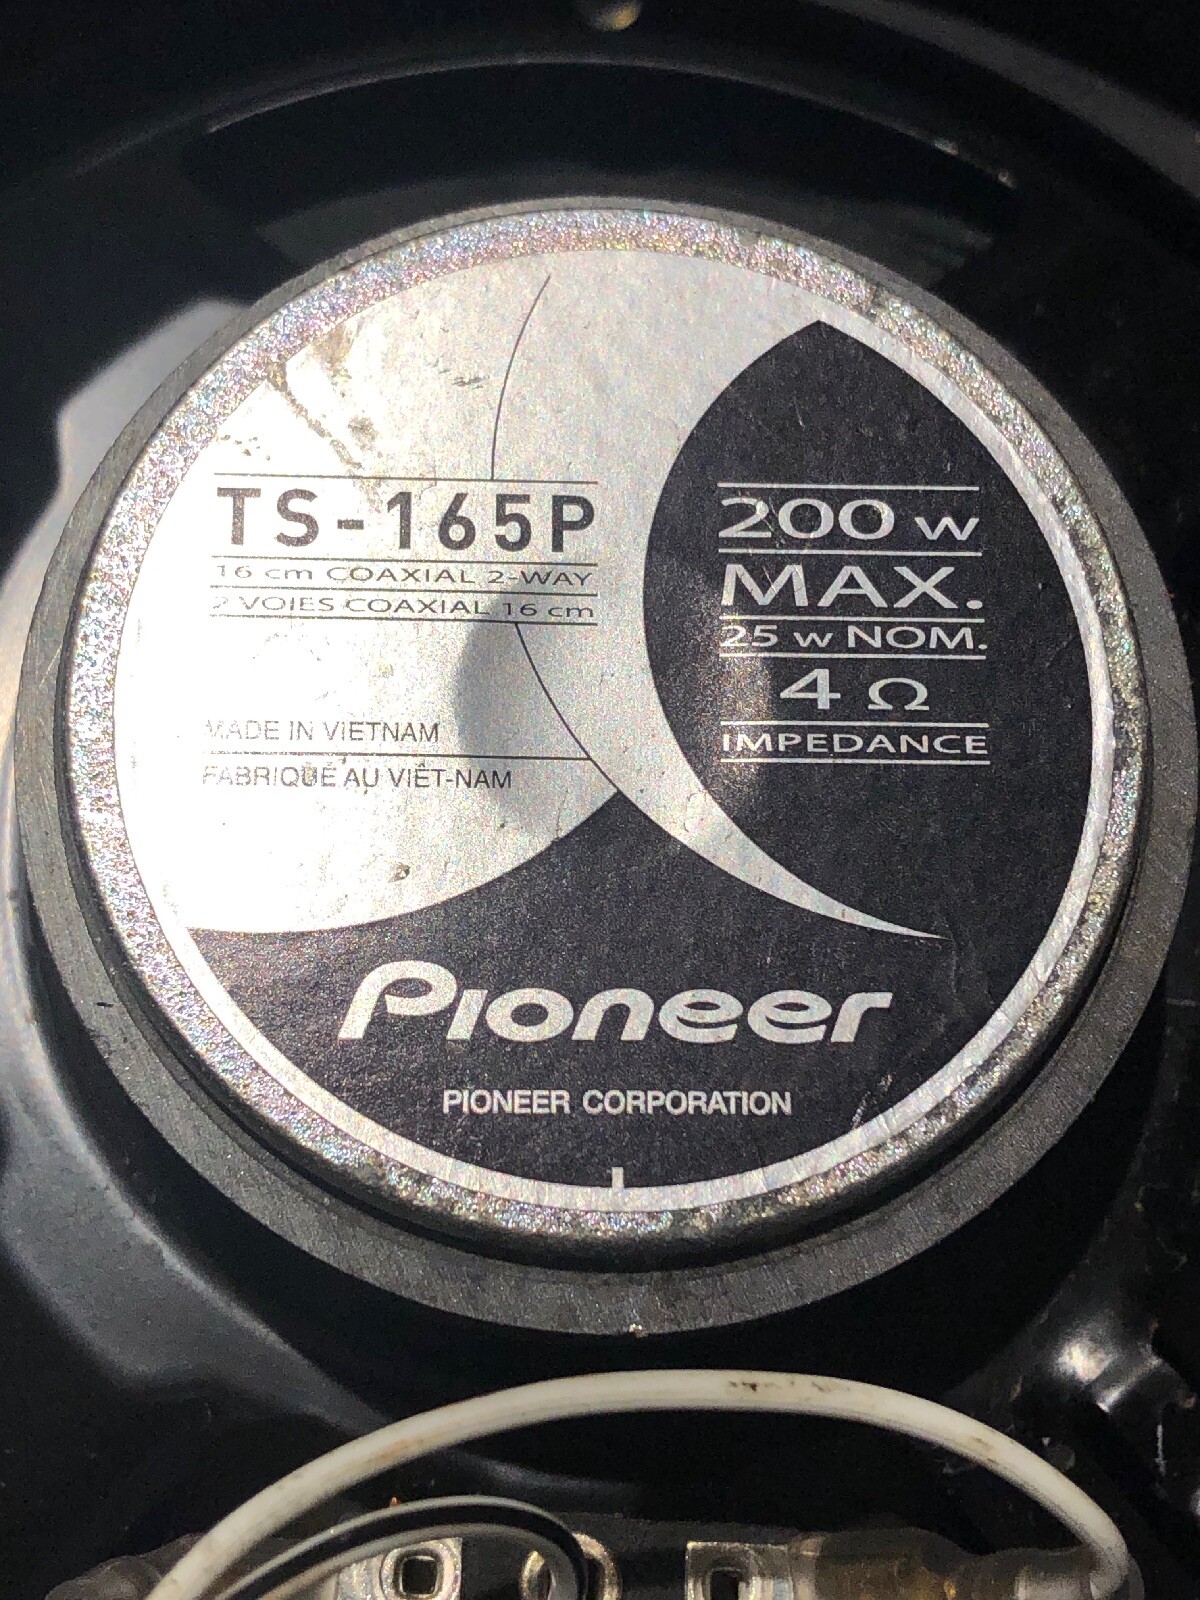 TS-165P
16 cm COAXIAL 2-WAY
2 VOIES COAXIAL 16 cm
MADE IN VIETNAM
FABRIQUÉ AU VIÊT-NAM
200 w
MAX.
25 w NOM.
4 Ω
IMPEDANCE
Pioneer
PIONEER CORPORATION